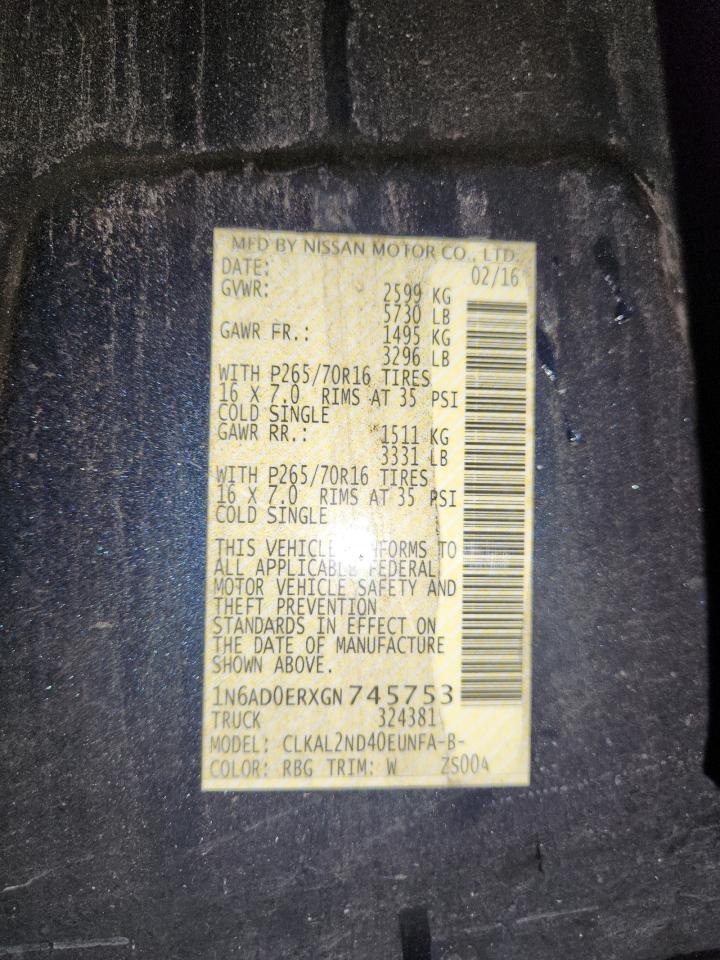 MFD BY NISSAN MOTOR CO., LTD.
DATE: 02/16
GVWR: 2599 KG
5730 LB
GAWR FR.: 1495 KG
3296 LB
WITH P265/70R16 TIRES
16 X 7.0 RIMS AT 35 PSI
COLD SINGLE
GAWR RR.: 1511 KG
3331 LB
WITH P265/70R16 TIRES
16 X 7.0 RIMS AT 35 PSI
COLD SINGLE
THIS VEHICLE CONFORMS TO
ALL APPLICABLE FEDERAL
MOTOR VEHICLE SAFETY AND
THEFT PREVENTION
STANDARDS IN EFFECT ON
THE DATE OF MANUFACTURE
SHOWN ABOVE.
1N6AD0ERXGN745753
TRUCK 324381
MODEL: CLKAL2ND40EUNFA-B-
COLOR: RBG TRIM: W ZS004